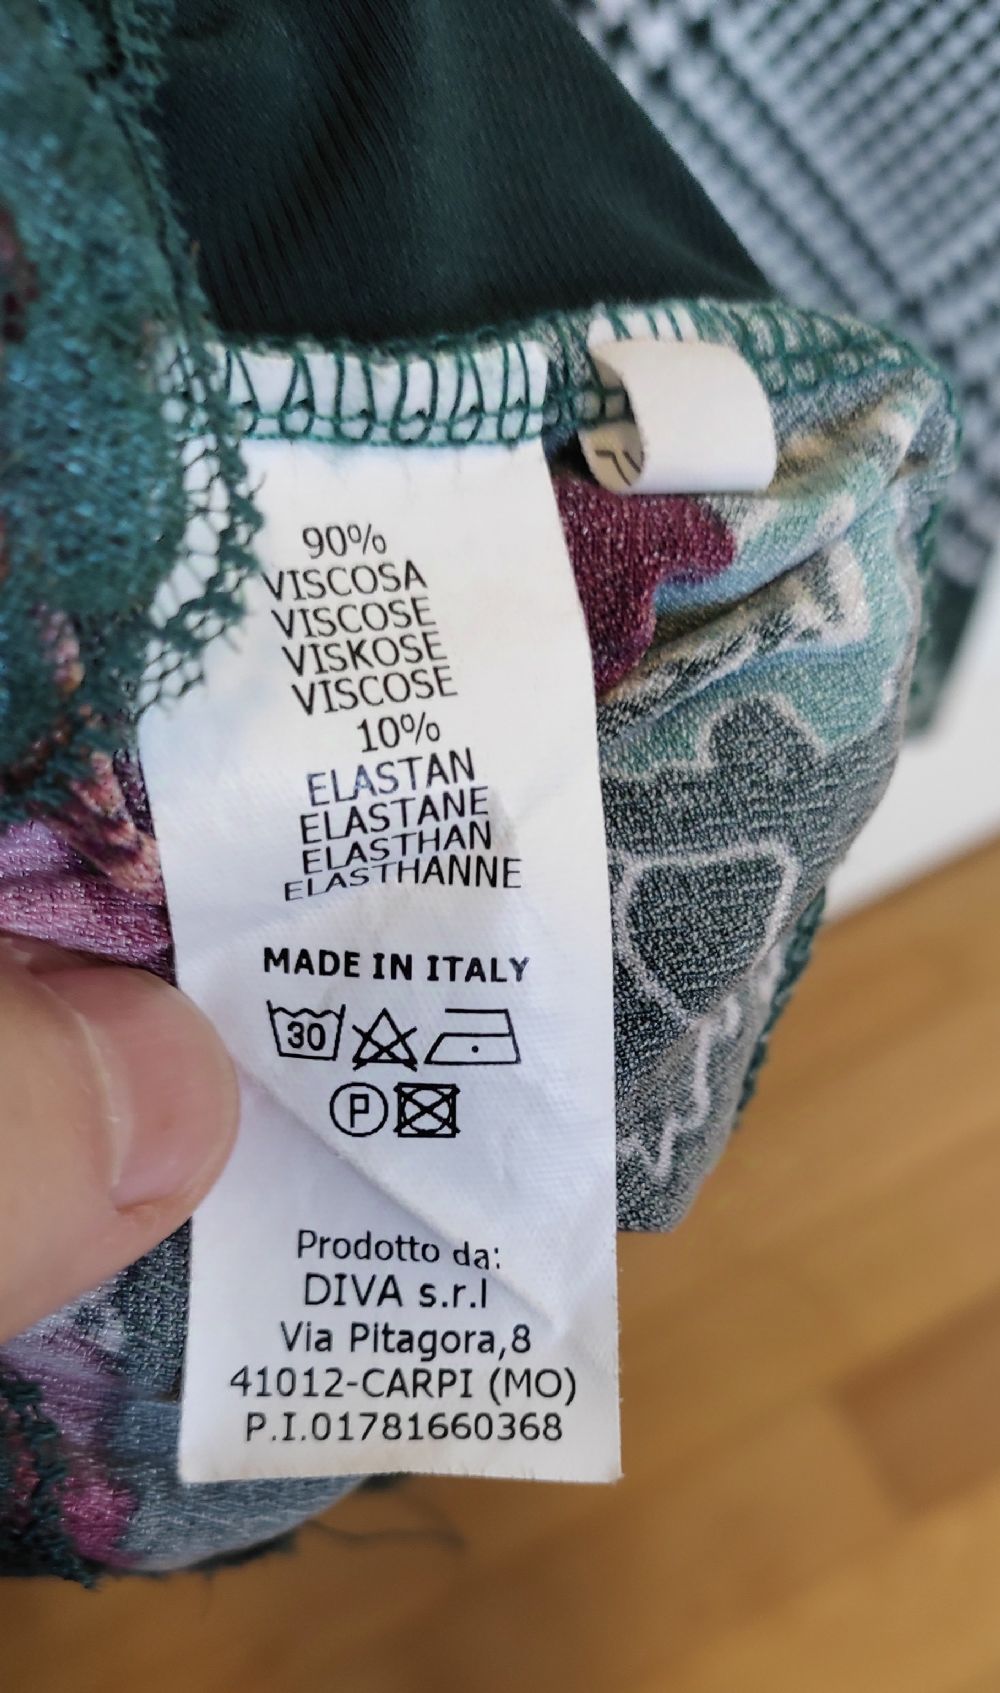 90%
VISCOSA
VISCOSE
VISKOSE
VISCOSE
10%
ELASTAN
ELASTANE
ELASTHAN
ELASTHANNE
MADE IN ITALY
30
P
Prodotto da:
DIVA s.r.l
Via Pitagora,8
41012-CARPI (MO)
P.I.01781660368